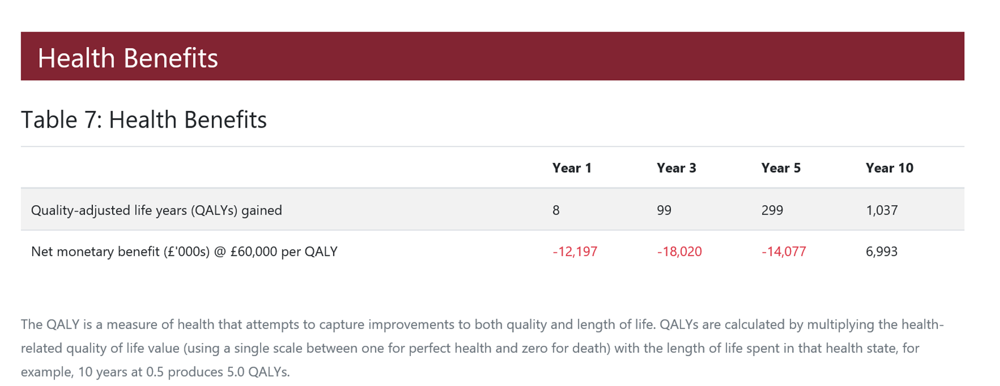 Health Benefits
Table 7: Health Benefits
Year 1 Year 3 Year 5 Year 10
Quality-adjusted life years (QALYs) gained 8 99 299 1,037
Net monetary benefit (£'000s) @ £60,000 per QALY -12,197 -18,020 -14,077 6,993
The QALY is a measure of health that attempts to capture improvements to both quality and length of life. QALYs are calculated by multiplying the health-
related quality of life value (using a single scale between one for perfect health and zero for death) with the length of life spent in that health state, for
example, 10 years at 0.5 produces 5.0 QALYs.